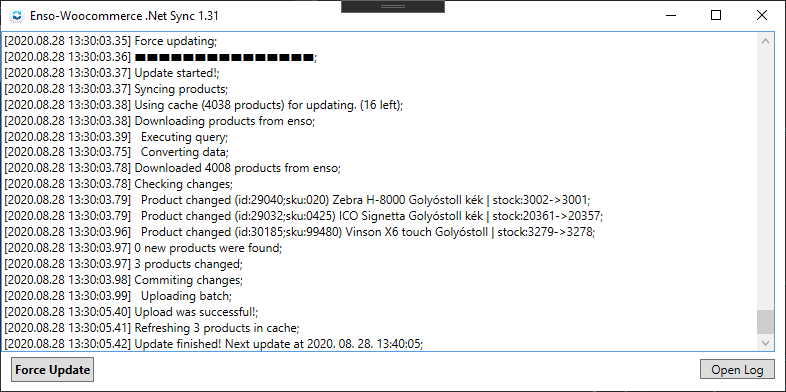 Enso-Woocommerce .Net Sync 1.31
[2020.08.28 13:30:03.35] Force updating;
[2020.08.28 13:30:03.36] ■■■■■■■■■■■■■■■;
[2020.08.28 13:30:03.37] Update started!;
[2020.08.28 13:30:03.37] Syncing products;
[2020.08.28 13:30:03.38] Using cache (4038 products) for updating. (16 left);
[2020.08.28 13:30:03.38] Downloading products from enso;
[2020.08.28 13:30:03.39]   Executing query;
[2020.08.28 13:30:03.75]   Converting data;
[2020.08.28 13:30:03.78] Downloaded 4008 products from enso;
[2020.08.28 13:30:03.78] Checking changes;
[2020.08.28 13:30:03.79]   Product changed (id:29040;sku:020) Zebra H-8000 Golyóstoll kék | stock:3002->3001;
[2020.08.28 13:30:03.79]   Product changed (id:29032;sku:0425) ICO Signetta Golyóstoll kék | stock:20361->20357;
[2020.08.28 13:30:03.96]   Product changed (id:30185;sku:99480) Vinson X6 touch Golyóstoll | stock:3279->3278;
[2020.08.28 13:30:03.97] 0 new products were found;
[2020.08.28 13:30:03.97] 3 products changed;
[2020.08.28 13:30:03.98] Commiting changes;
[2020.08.28 13:30:03.99]   Uploading batch;
[2020.08.28 13:30:05.40] Upload was successful!;
[2020.08.28 13:30:05.41] Refreshing 3 products in cache;
[2020.08.28 13:30:05.42] Update finished! Next update at 2020. 08. 28. 13:40:05;
Force Update
Open Log